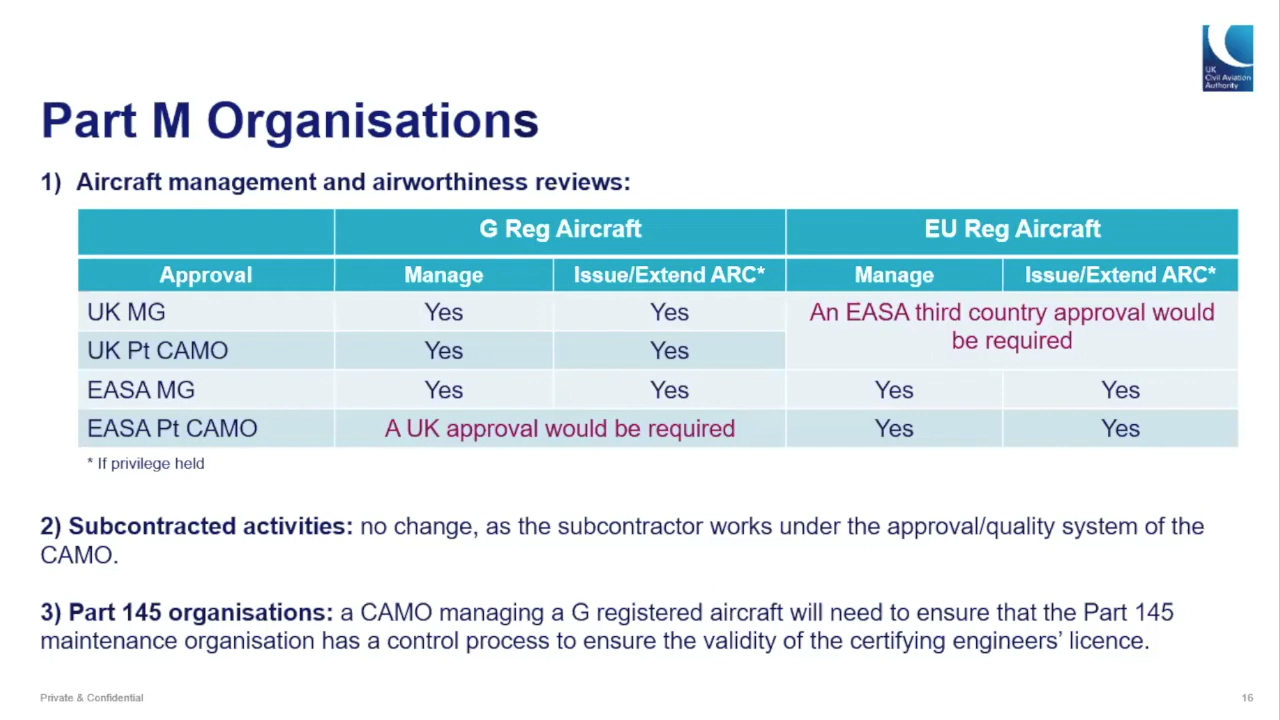 UK
Civil Aviation
Authority
Part M Organisations
1) Aircraft management and airworthiness reviews:
G Reg Aircraft EU Reg Aircraft
Approval Manage Issue/Extend ARC* Manage Issue/Extend ARC*
UK MG Yes Yes An EASA third country approval would
be required
UK Pt CAMO Yes Yes
EASA MG Yes Yes Yes Yes
EASA Pt CAMO A UK approval would be required Yes Yes
* If privilege held
2) Subcontracted activities: no change, as the subcontractor works under the approval/quality system of the
CAMO.
3) Part 145 organisations: a CAMO managing a G registered aircraft will need to ensure that the Part 145
maintenance organisation has a control process to ensure the validity of the certifying engineers’ licence.
Private & Confidential 16